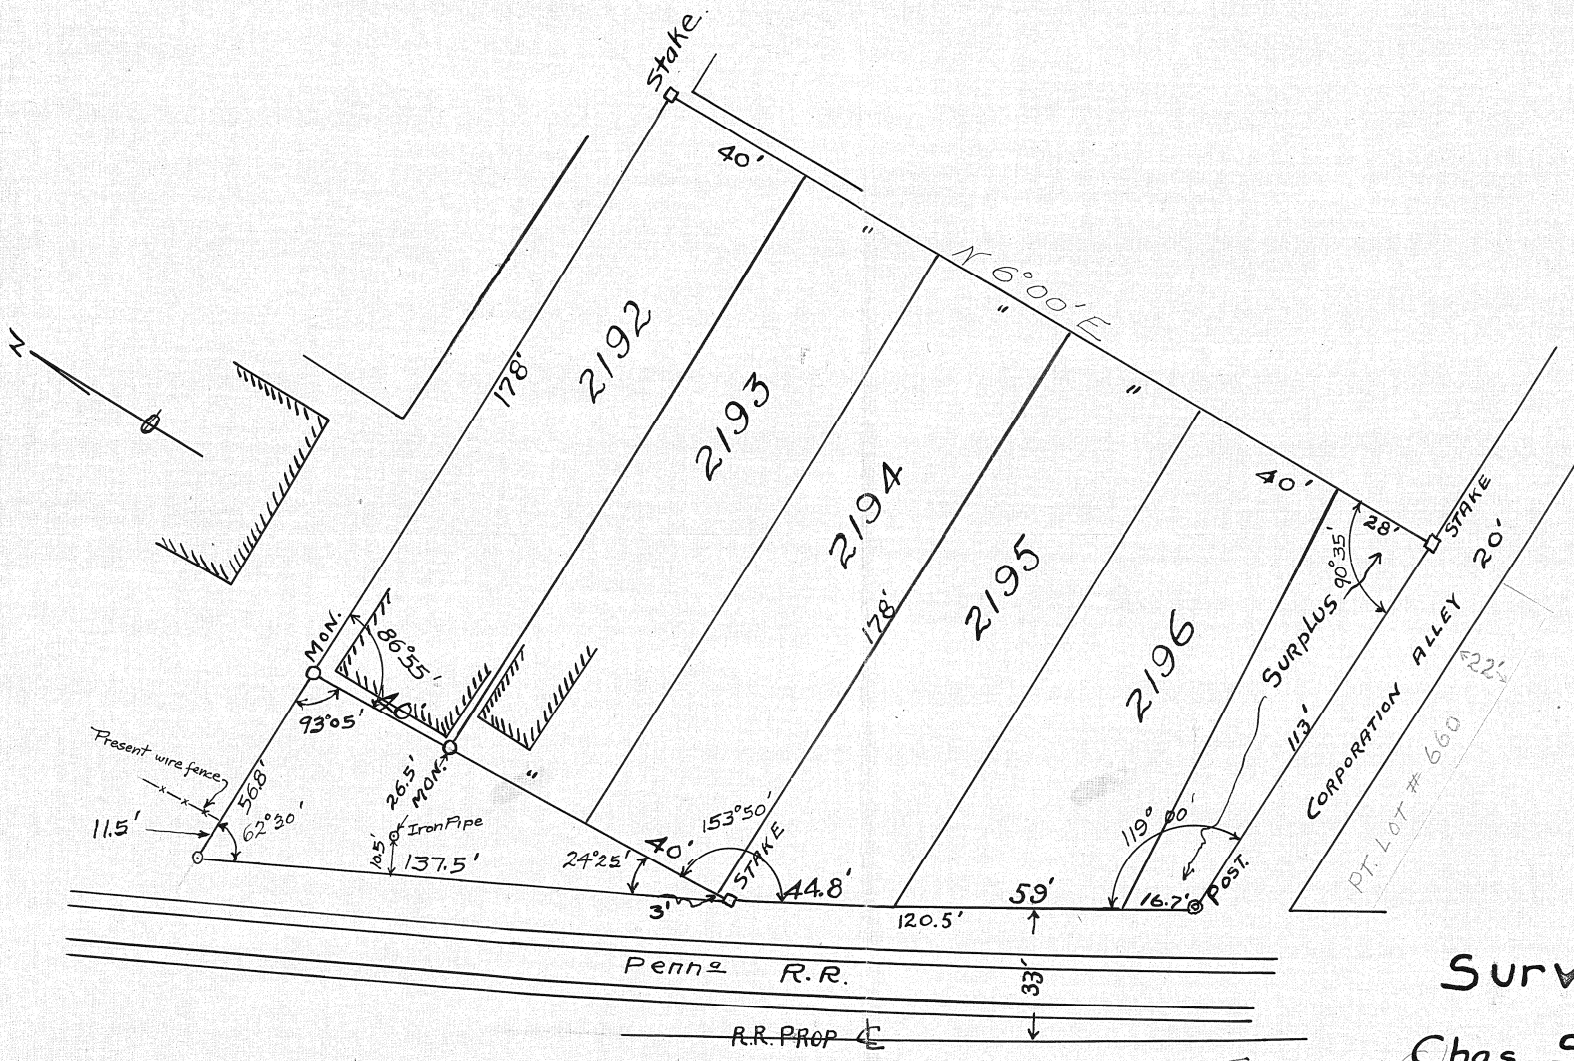 Stake.
40'
"
N 6°00' E
"
"
40'
28'
STAKE
N
178'
2192
2193
2194
178'
2195
2196
90°35'
SURPLUS
113'
CORPORATION ALLEY 20'
22'
PT. LOT # 660
MON.
86°55'
40'
93°05'
MON.
26.5'
Present wire fence
56.8'
11.5'
62°30'
Iron Pipe
10.5'
137.5'
"
24°25'
40'
153°50'
STAKE
3'
44.8'
120.5'
59'
119° 00'
16.7'
POST.
Penna R.R.
33'
R.R. PROP ℄
Surv
Chas. S